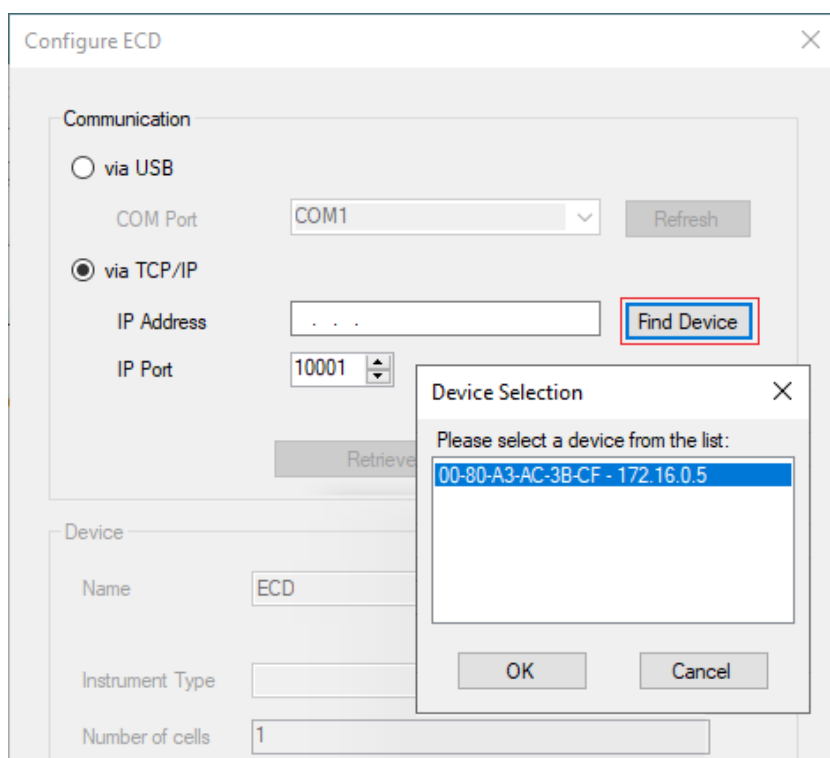 Configure ECD
Communication
via USB
COM Port COM1 Refresh
via TCP/IP
IP Address . . . Find Device
IP Port 10001
Retrieve
Device Selection
Please select a device from the list:
00-80-A3-AC-3B-CF - 172.16.0.5
OK Cancel
Device
Name ECD
Instrument Type
Number of cells 1